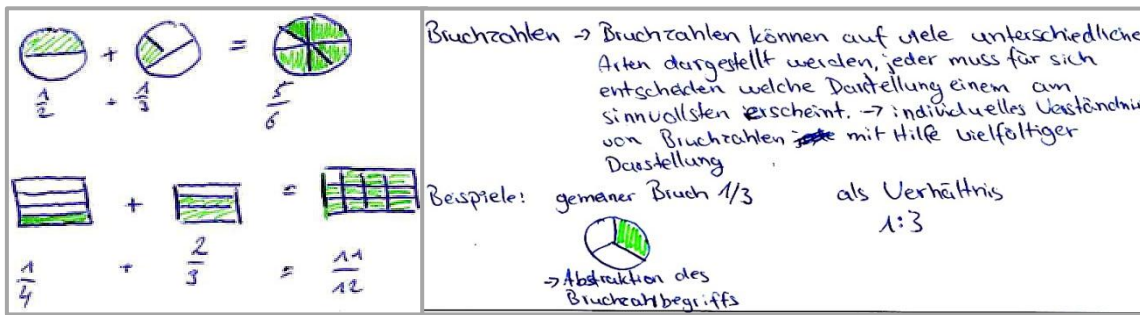 + =
1/2 + 1/3 5/6
+ =
1/4 + 2/3 = 11/12
Bruchzahlen → Bruchzahlen können auf viele unterschiedliche
Arten dargestellt werden, jeder muss für sich
entscheiden welche Darstellung einem am
sinnvollsten erscheint. → individuelles Verständnis
von Bruchzahlen mit Hilfe vielfältiger
Darstellung
Beispiele: gemeiner Bruch 1/3 als Verhältnis
1:3
→ Abstraktion des
Bruchzahlbegriffs